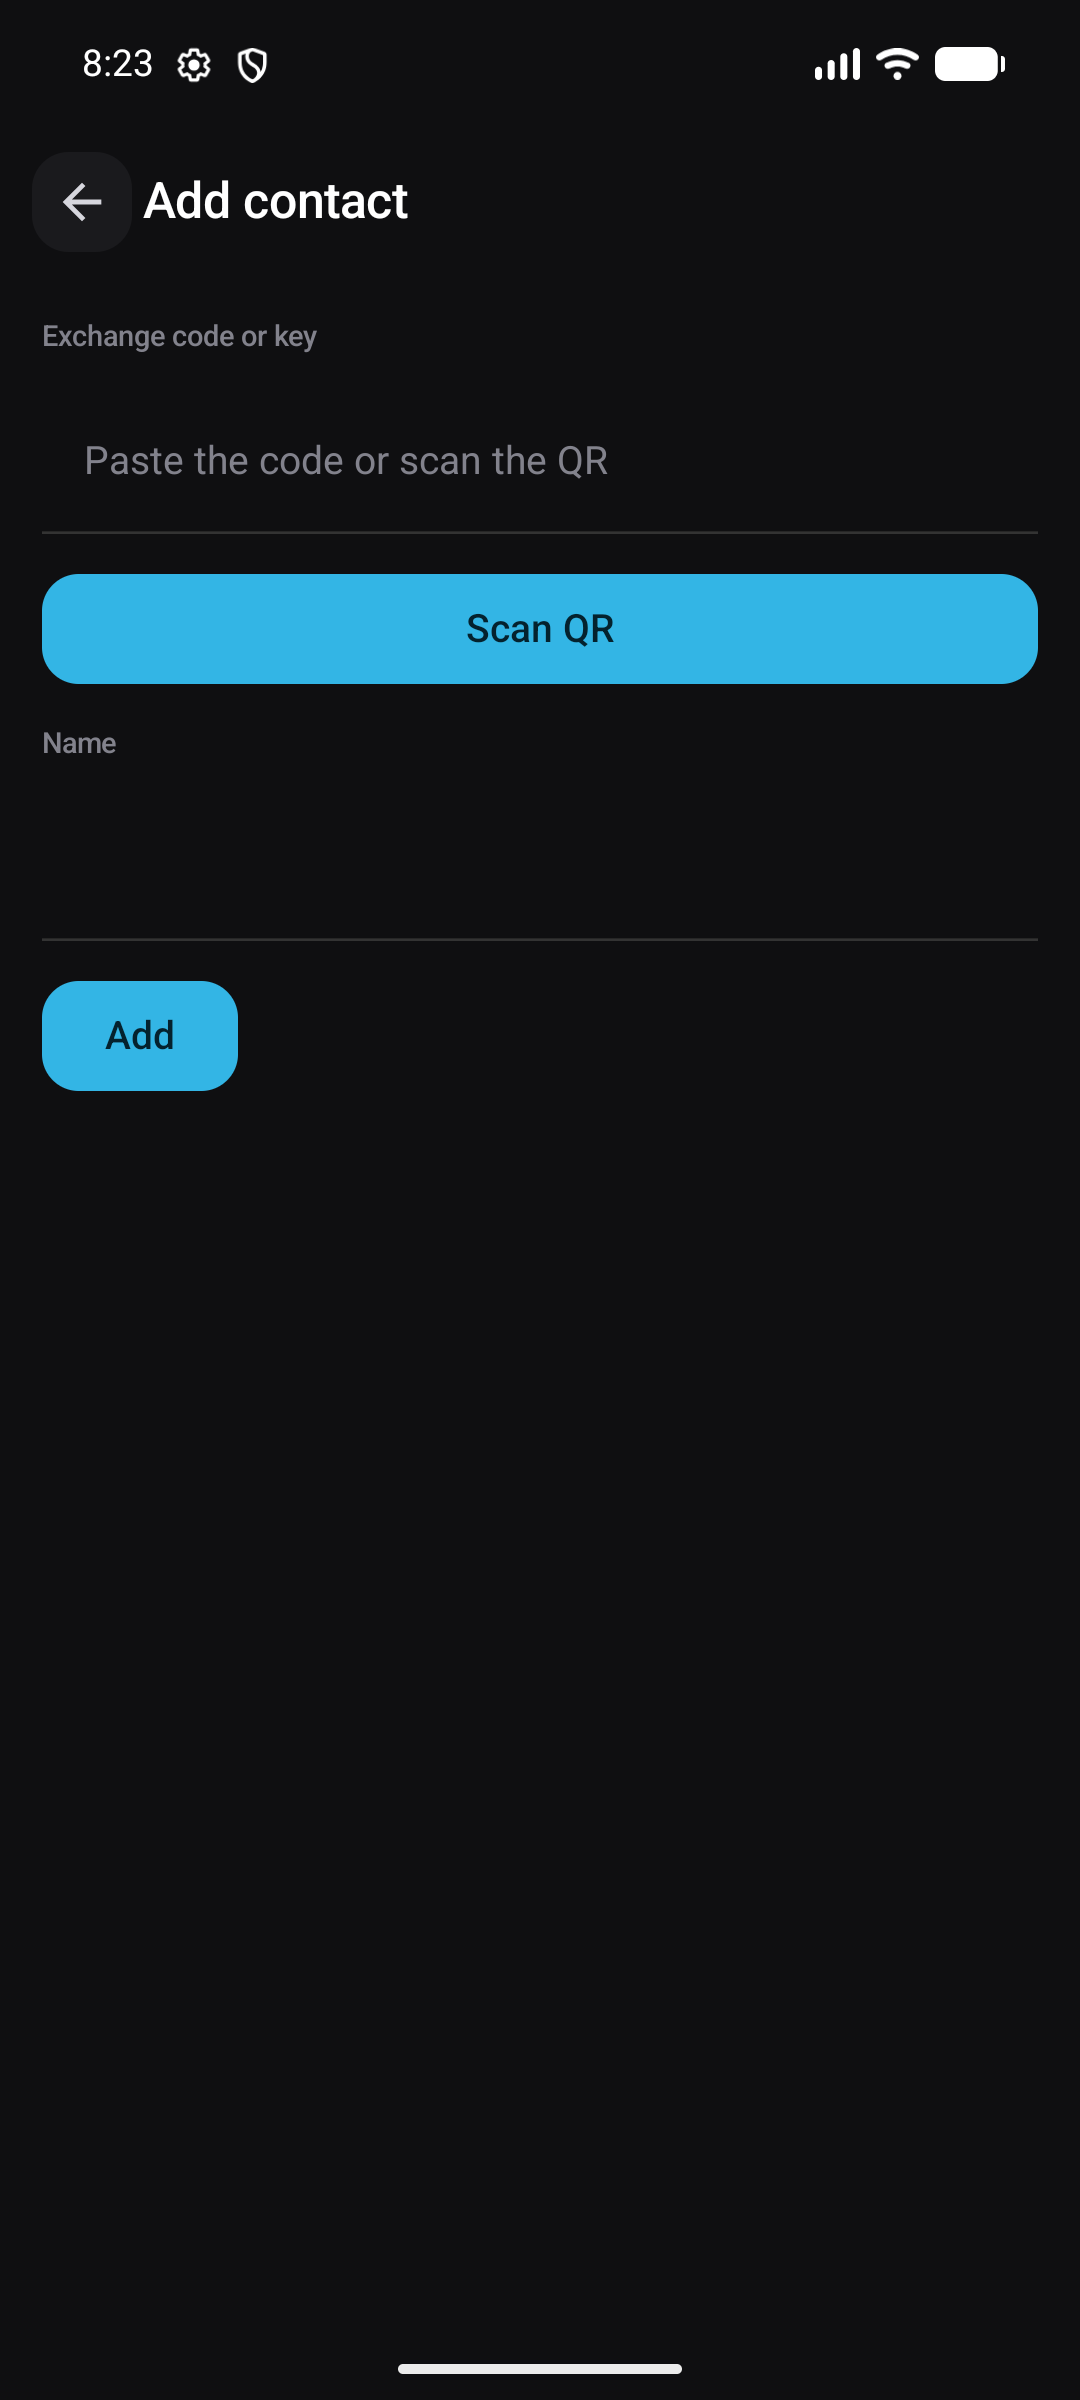 8:23
Add contact
Exchange code or key
Paste the code or scan the QR
Scan QR
Name
Add